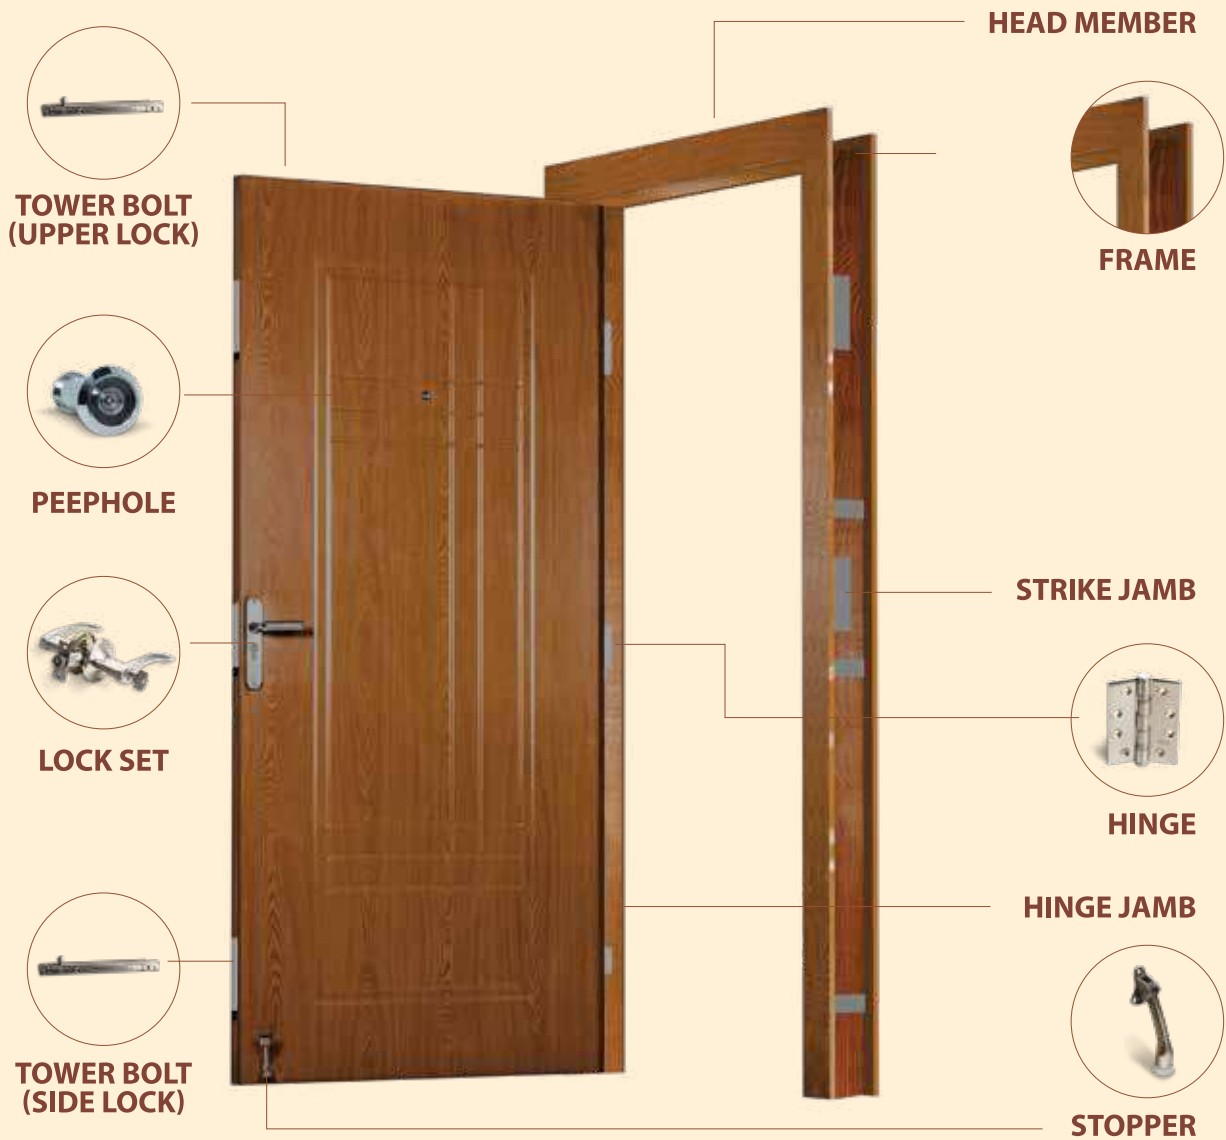 HEAD MEMBER
TOWER BOLT
(UPPER LOCK)
FRAME
PEEPHOLE
STRIKE JAMB
LOCK SET
HINGE
HINGE JAMB
TOWER BOLT
(SIDE LOCK)
STOPPER